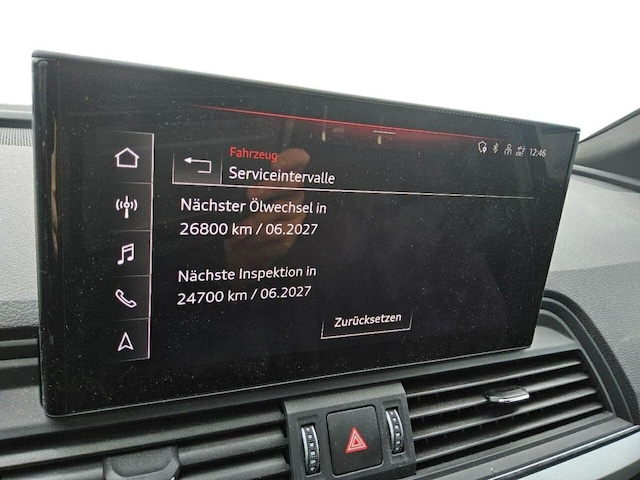 Fahrzeug
Serviceintervalle
12:46
Nächster Ölwechsel in
26800 km / 06.2027
Nächste Inspektion in
24700 km / 06.2027
Zurücksetzen